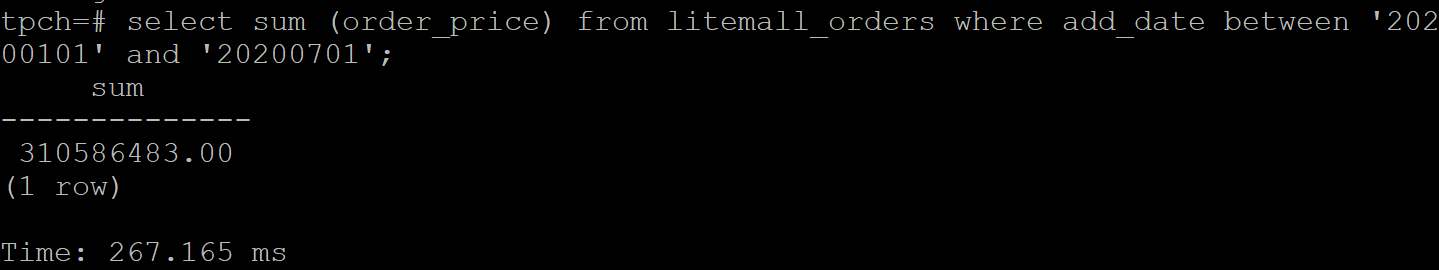 tpch=# select sum (order_price) from litemall_orders where add_date between '202
00101' and '20200701';
     sum
--------------
 310586483.00
(1 row)

Time: 267.165 ms